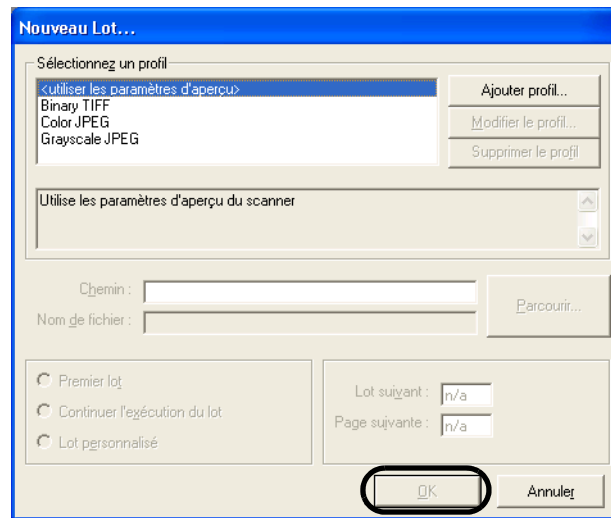 Nouveau Lot...
Sélectionnez un profil
<utiliser les paramètres d'aperçu>
Binary TIFF
Color JPEG
Grayscale JPEG
Ajouter profil...
Modifier le profil...
Supprimer le profil
Utilise les paramètres d'aperçu du scanner
Chemin :
Nom de fichier :
Parcourir...
Premier lot
Continuer l'exécution du lot
Lot personnalisé
Lot suivant : n/a
Page suivante : n/a
OK
Annuler